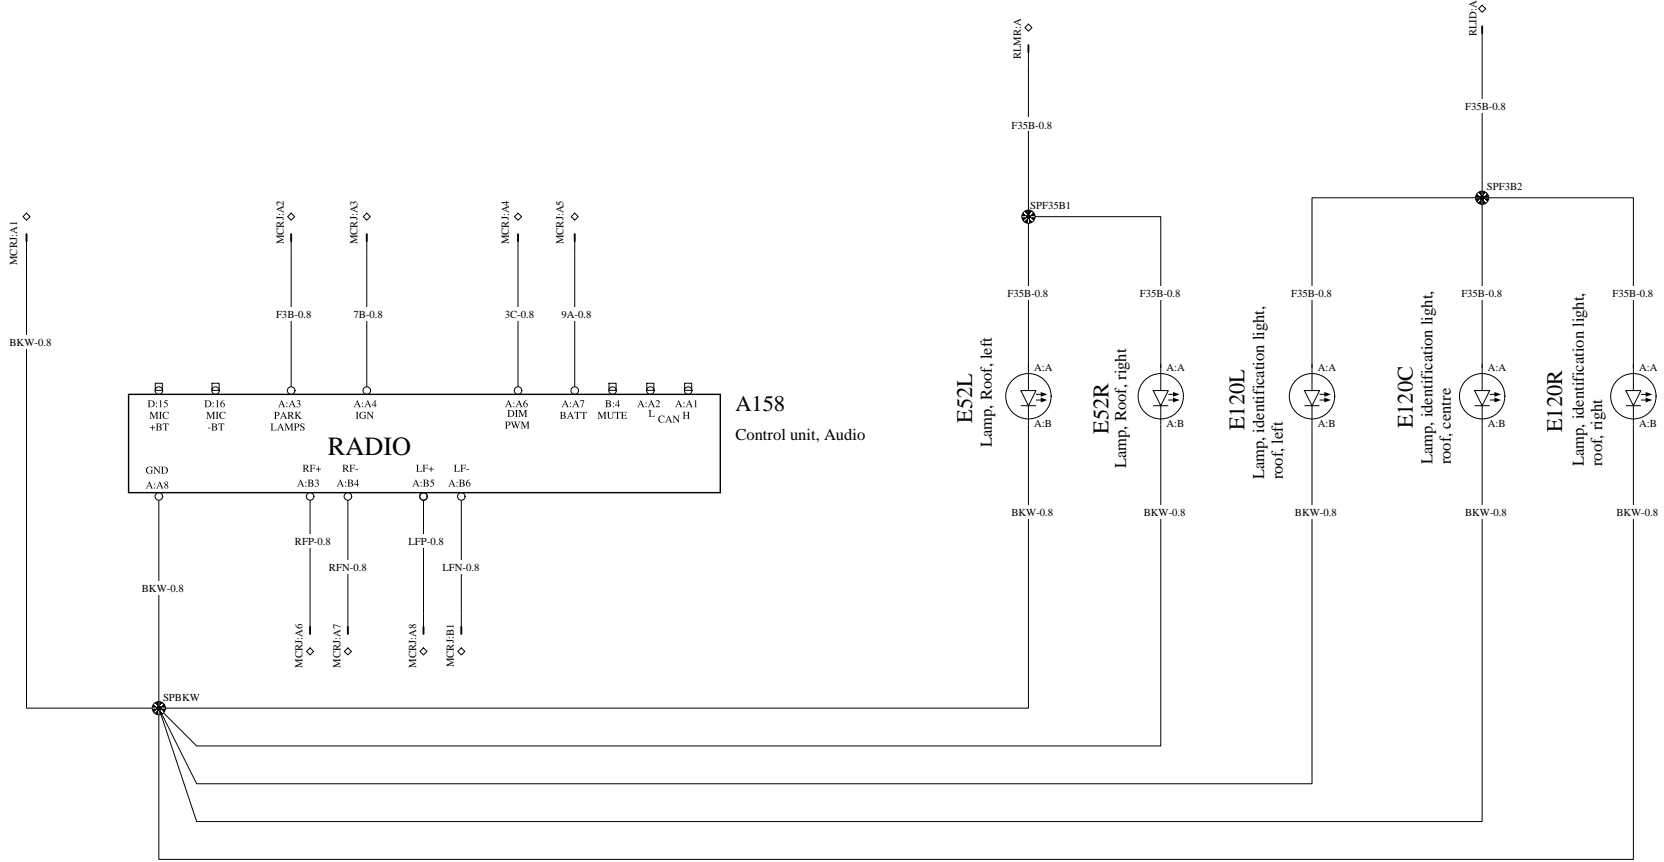 RLMR:A
RLID:A
F35B-0.8
F35B-0.8
SPF35B1
SPF3B2
MCRJ:A1
MCRJ:A2
MCRJ:A3
MCRJ:A4
MCRJ:A5
BKW-0.8
F3B-0.8
7B-0.8
3C-0.8
9A-0.8
F35B-0.8
F35B-0.8
F35B-0.8
F35B-0.8
F35B-0.8
D:15
MIC
+BT
D:16
MIC
-BT
A:A3
PARK
LAMPS
A:A4
IGN
A:A6
DIM
PWM
A:A7
BATT
B:4
MUTE
A:A2
L
CAN
A:A1
H
RADIO
A158
Control unit, Audio
GND
A:A8
RF+
A:B3
RF-
A:B4
LF+
A:B5
LF-
A:B6
E52L
Lamp, Roof, left
A:A
A:B
E52R
Lamp, Roof, right
A:A
A:B
E120L
Lamp, identification light,
roof, left
A:A
A:B
E120C
Lamp, identification light,
roof, centre
A:A
A:B
E120R
Lamp, identification light,
roof, right
A:A
A:B
BKW-0.8
BKW-0.8
BKW-0.8
BKW-0.8
BKW-0.8
RFP-0.8
RFN-0.8
LFP-0.8
LFN-0.8
BKW-0.8
MCRJ:A6
MCRJ:A7
MCRJ:A8
MCRJ:B1
SPBKW